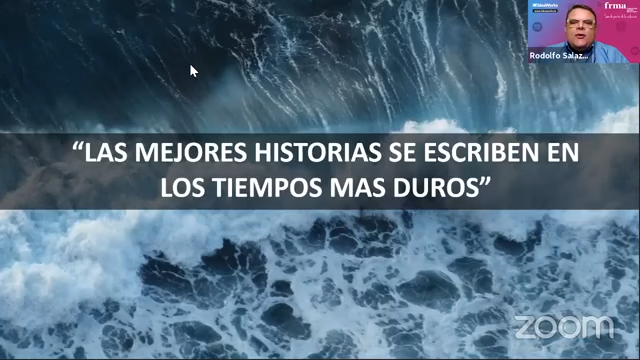 frma
Rodolfo Salaz...
“LAS MEJORES HISTORIAS SE ESCRIBEN EN
LOS TIEMPOS MAS DUROS”
zoom